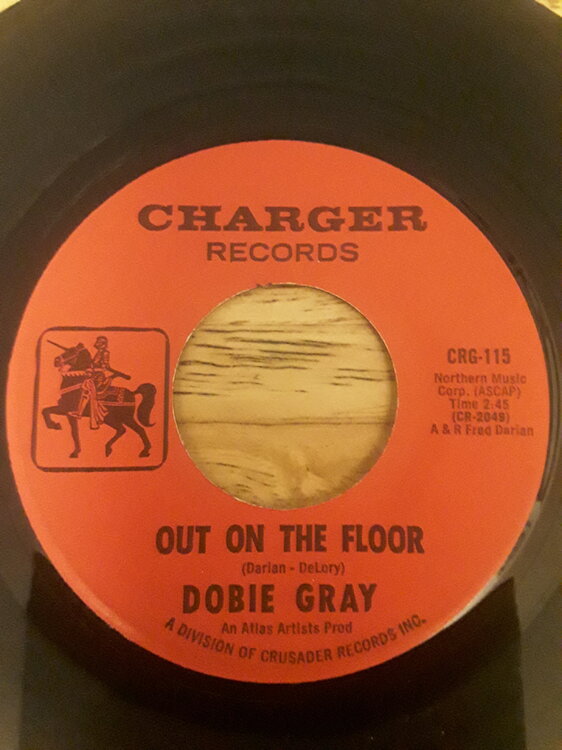 CHARGER
RECORDS
CRG-115
Northern Music
Corp. (ASCAP)
Time 2.45
(CR-2049)
A & R Fred Darian
OUT ON THE FLOOR
(Darian - DeLory)
DOBIE GRAY
An Atlas Artists Prod
A DIVISION OF CRUSADER RECORDS INC.